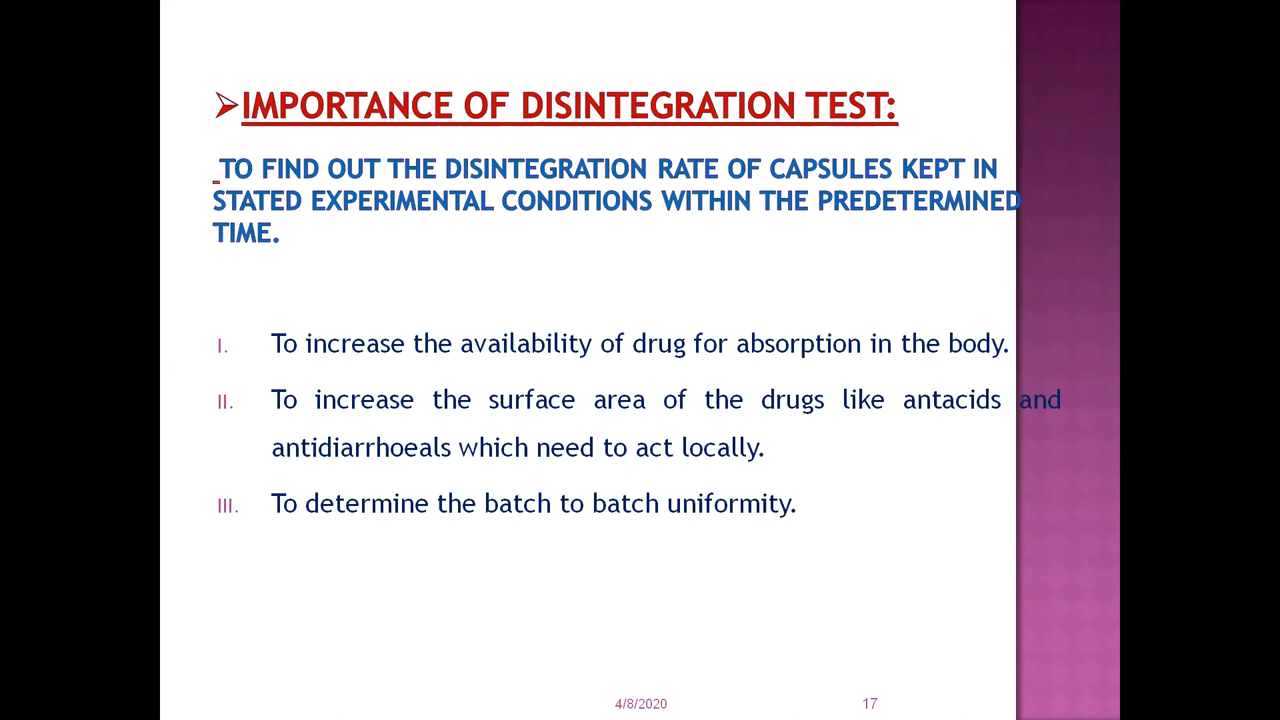 ➢IMPORTANCE OF DISINTEGRATION TEST:
TO FIND OUT THE DISINTEGRATION RATE OF CAPSULES KEPT IN
STATED EXPERIMENTAL CONDITIONS WITHIN THE PREDETERMINED
TIME.
I. To increase the availability of drug for absorption in the body.
II. To increase the surface area of the drugs like antacids and
antidiarrhoeals which need to act locally.
III. To determine the batch to batch uniformity.
4/8/2020 17